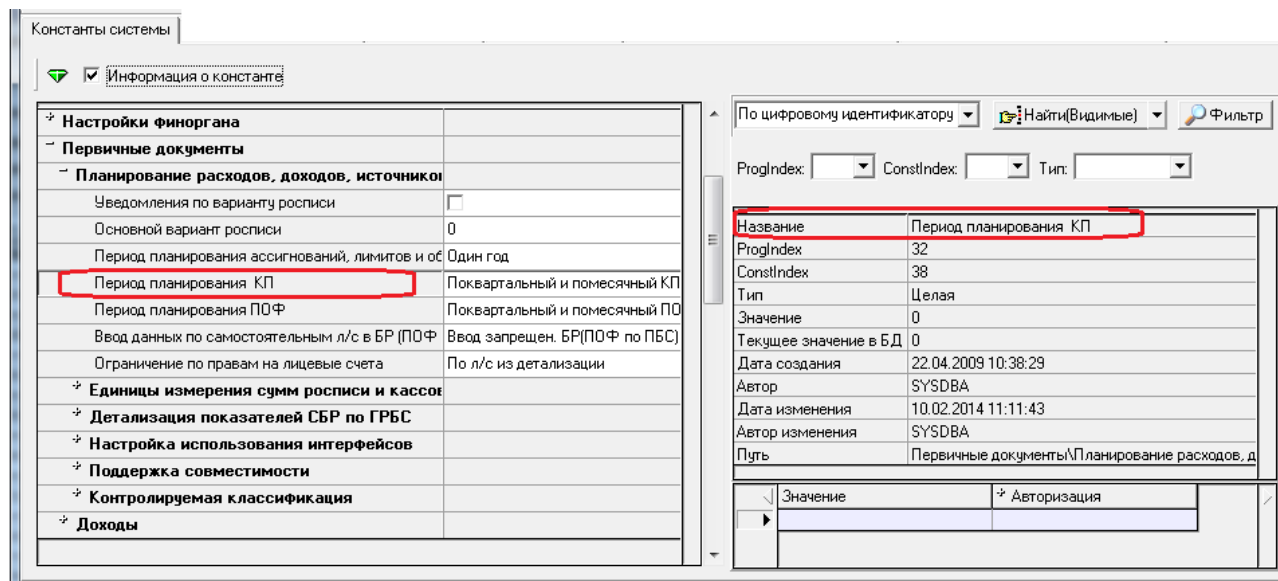 Константы системы
Информация о константе
Настройки финоргана
Первичные документы
Планирование расходов, доходов, источников
Уведомления по варианту росписи
Основной вариант росписи 0
Период планирования ассигнований, лимитов и об Один год
Период планирования КП Поквартальный и помесячный КП
Период планирования ПОФ Поквартальный и помесячный ПО
Ввод данных по самостоятельным л/с в БР (ПОФ Ввод запрещен. БР(ПОФ по ПБС)
Ограничение по правам на лицевые счета По л/с из детализации
Единицы измерения сумм росписи и кассов
Детализация показателей СБР по ГРБС
Настройка использования интерфейсов
Поддержка совместимости
Контролируемая классификация
Доходы
По цифровому идентификатору Найти(Видимые) Фильтр
ProgIndex: ConstIndex: Тип:
Название Период планирования КП
ProgIndex 32
ConstIndex 38
Тип Целая
Значение 0
Текущее значение в БД 0
Дата создания 22.04.2009 10:38:29
Автор SYSDBA
Дата изменения 10.02.2014 11:11:43
Автор изменения SYSDBA
Путь Первичные документы\Планирование расходов, д
Значение Авторизация